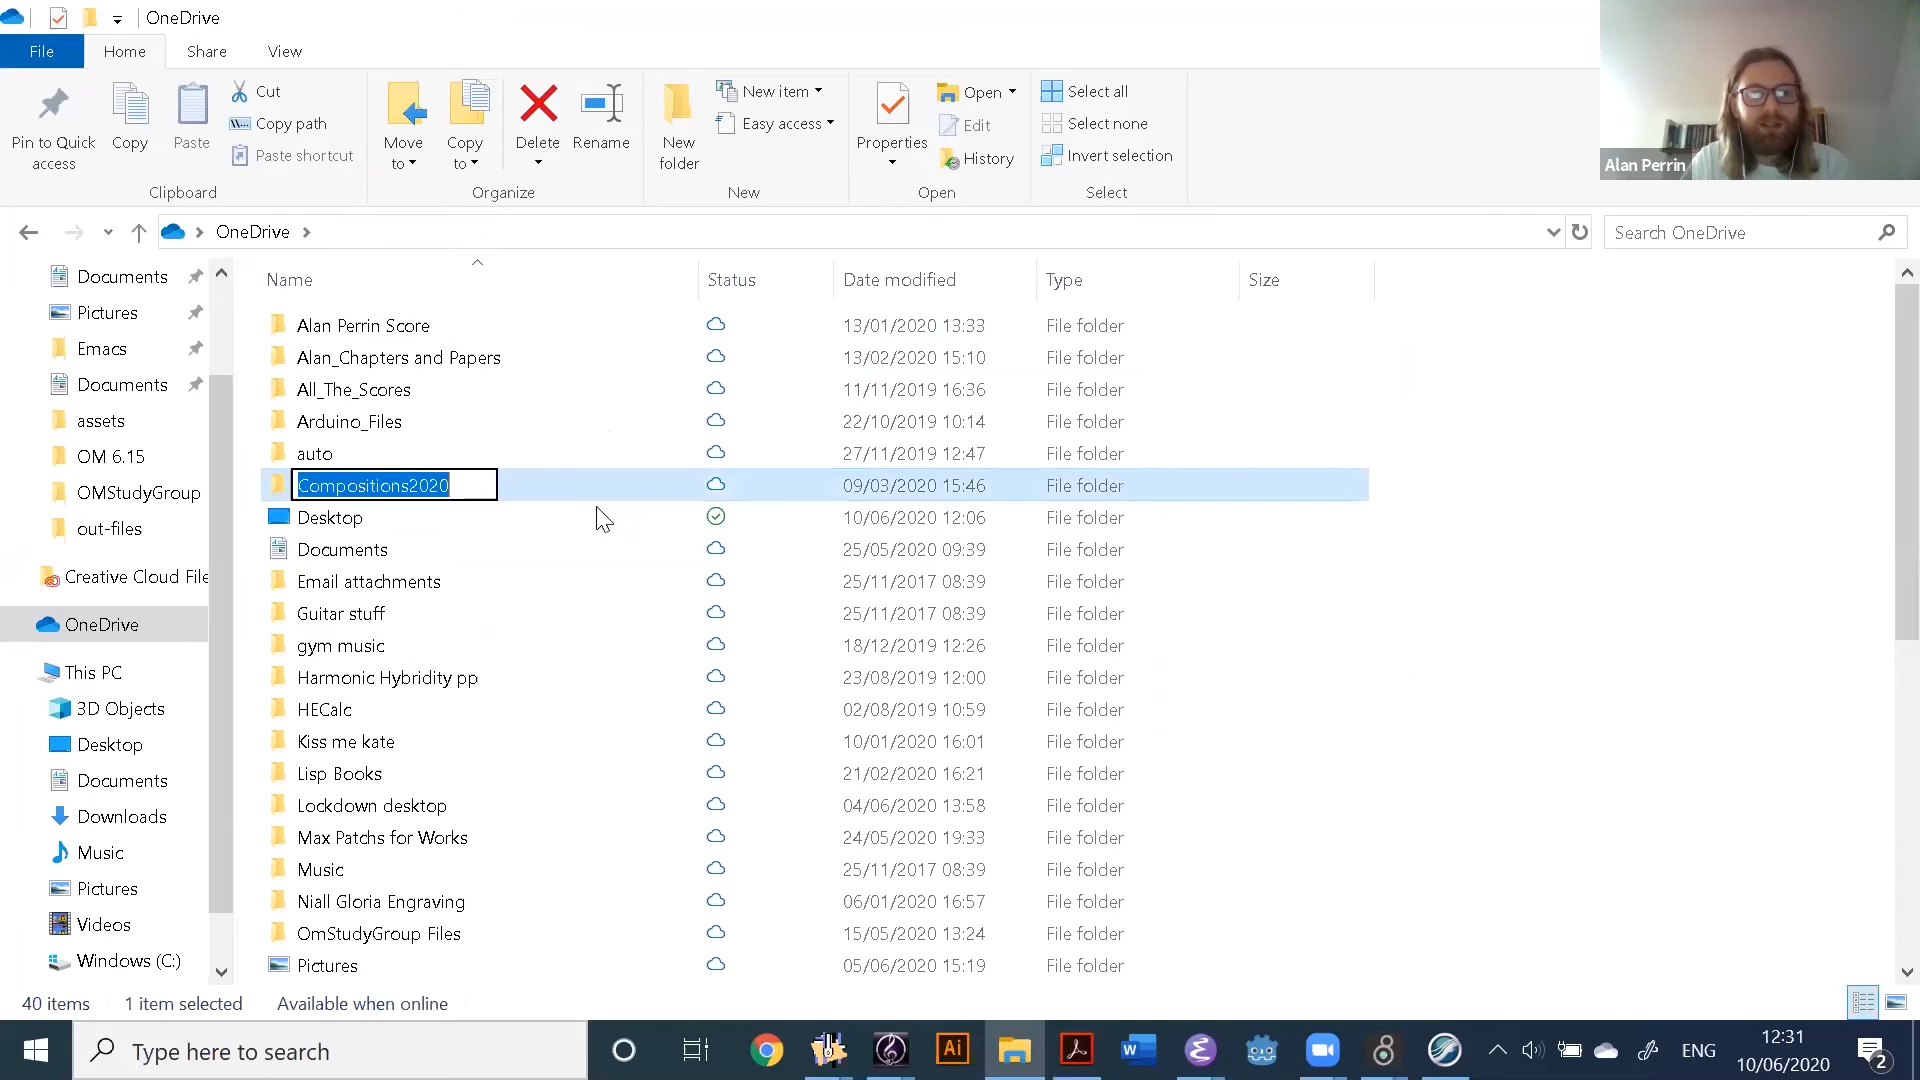 OneDrive
File Home Share View
Pin to Quick access
Copy
Paste
Cut
Copy path
Paste shortcut
Clipboard
Move to
Copy to
Delete
Rename
Organize
New folder
New item
Easy access
New
Properties
Open
Edit
History
Open
Select all
Select none
Invert selection
Select
Alan Perrin
OneDrive
Search OneDrive
Documents
Pictures
Emacs
Documents
assets
OM 6.15
OMStudyGroup
out-files
Creative Cloud File
OneDrive
This PC
3D Objects
Desktop
Documents
Downloads
Music
Pictures
Videos
Windows (C:)
Name Status Date modified Type Size
Alan Perrin Score 13/01/2020 13:33 File folder
Alan_Chapters and Papers 13/02/2020 15:10 File folder
All_The_Scores 11/11/2019 16:36 File folder
Arduino_Files 22/10/2019 10:14 File folder
auto 27/11/2019 12:47 File folder
Compositions2020 09/03/2020 15:46 File folder
Desktop 10/06/2020 12:06 File folder
Documents 25/05/2020 09:39 File folder
Email attachments 25/11/2017 08:39 File folder
Guitar stuff 25/11/2017 08:39 File folder
gym music 18/12/2019 12:26 File folder
Harmonic Hybridity pp 23/08/2019 12:00 File folder
HECalc 02/08/2019 10:59 File folder
Kiss me kate 10/01/2020 16:01 File folder
Lisp Books 21/02/2020 16:21 File folder
Lockdown desktop 04/06/2020 13:58 File folder
Max Patchs for Works 24/05/2020 19:33 File folder
Music 25/11/2017 08:39 File folder
Niall Gloria Engraving 06/01/2020 16:57 File folder
OmStudyGroup Files 15/05/2020 13:24 File folder
Pictures 05/06/2020 15:19 File folder
40 items 1 item selected Available when online
Type here to search
Ai
ENG
12:31
10/06/2020
2